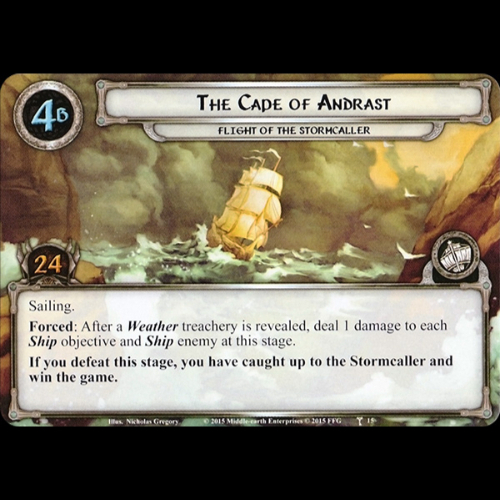 4B
THE CAPE OF ANDRAST
FLIGHT OF THE STORMCALLER
24
Sailing.
Forced: After a Weather treachery is revealed, deal 1 damage to each
Ship objective and Ship enemy at this stage.
If you defeat this stage, you have caught up to the Stormcaller and
win the game.
Illus. Nicholas Gregory © 2015 Middle-earth Enterprises © 2015 FFG